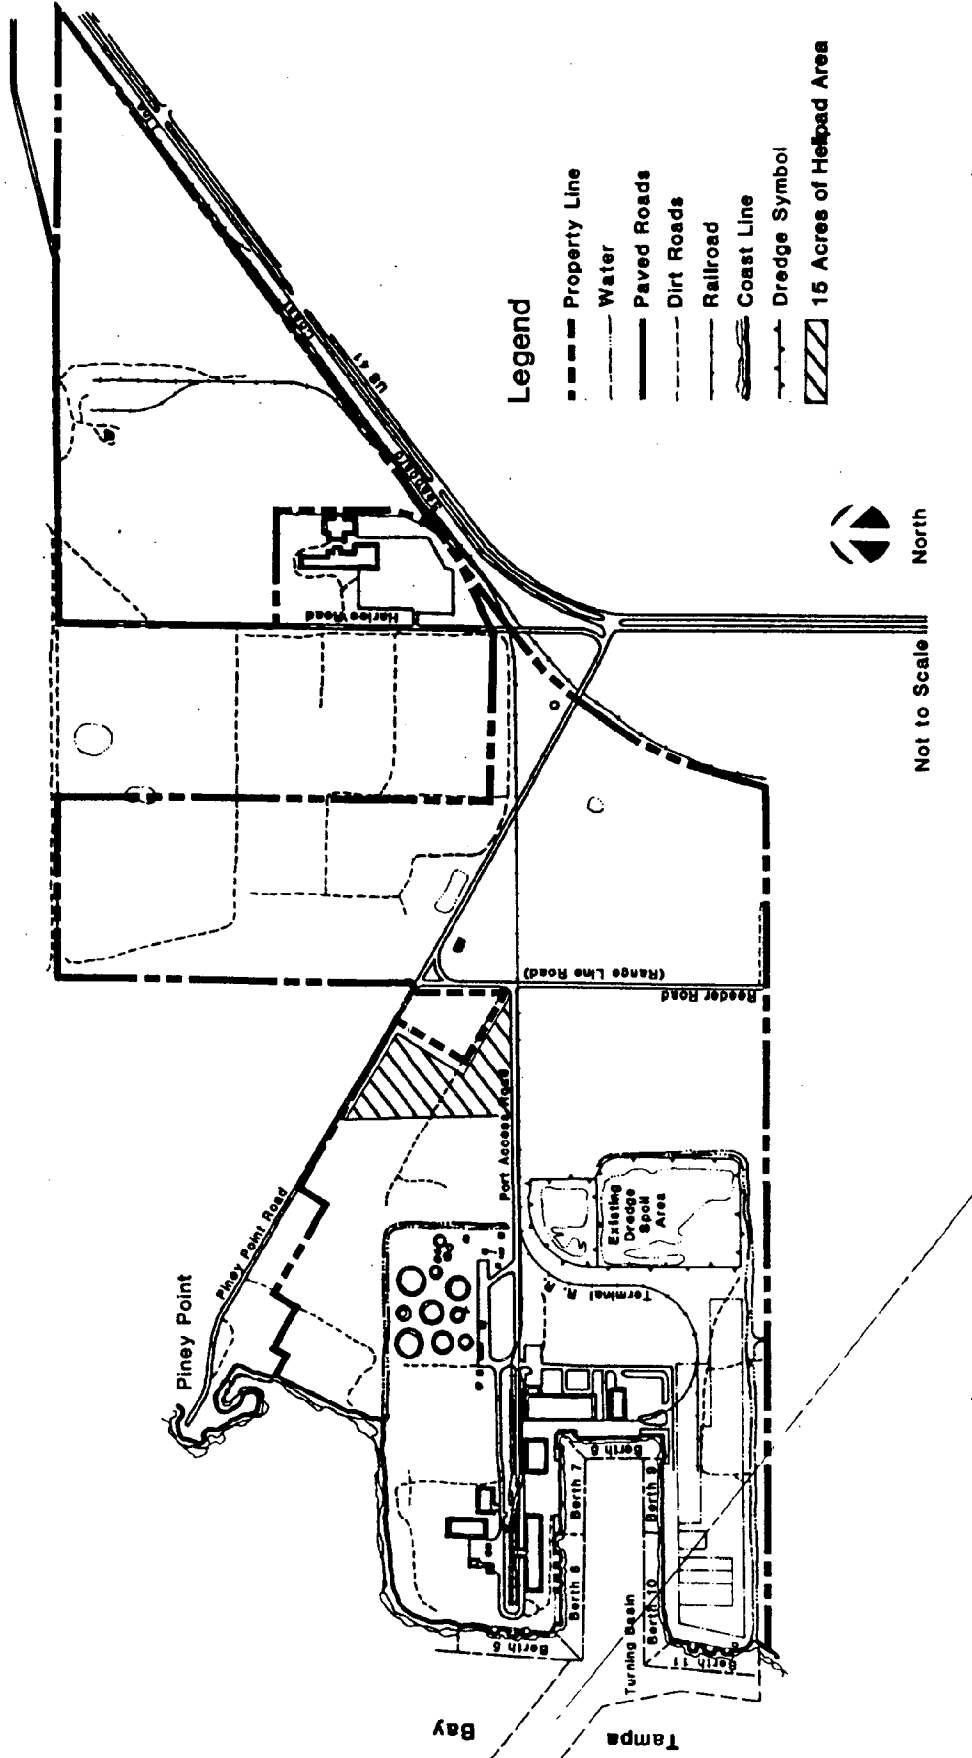 Legend
Property Line
Water
Paved Roads
Dirt Roads
Railroad
Coast Line
Dredge Symbol
15 Acres of Helipad Area
North
Not to Scale
US 41
Harlee Road
Piney Point
Piney Point Road
Port Access Road
(Range Line Road)
Reeder Road
Existing
Dredge
Spoil
Area
Terminal R. R.
Berth 5
Berth 6
Berth 7
Berth 8
Berth 9
Berth 10
Berth 11
Turning Basin
Tampa
Bay